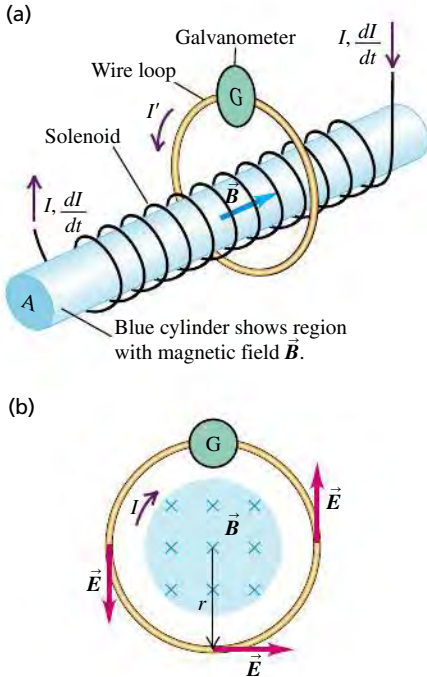 (a)
Galvanometer
I, dI/dt
Wire loop
G
I′
Solenoid
B⃗
I, dI/dt
A
Blue cylinder shows region
with magnetic field B⃗.
(b)
G
I
× × ×
B⃗
× × ×
× × ×
E⃗
E⃗
r
E⃗